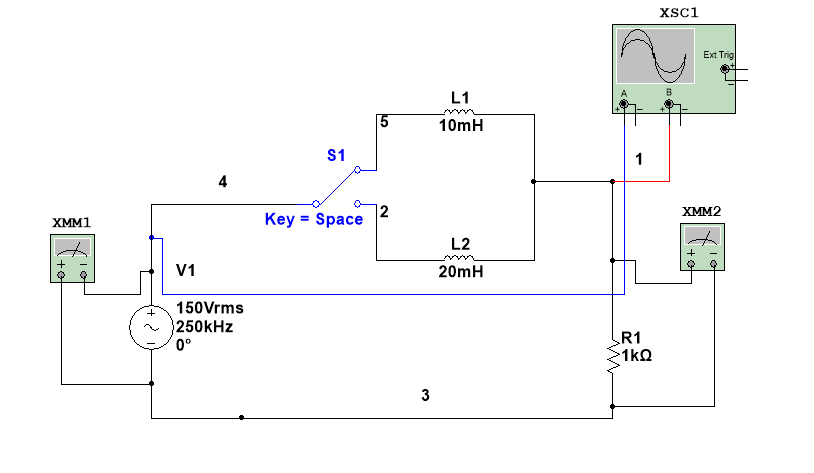 XSC1
Ext Trig
+
−
A
B
+ − + −
L1
10mH
5
1
S1
4
Key = Space
2
XMM1
+ −
XMM2
+ −
L2
20mH
V1
+
−
150Vrms
250kHz
0°
R1
1kΩ
3